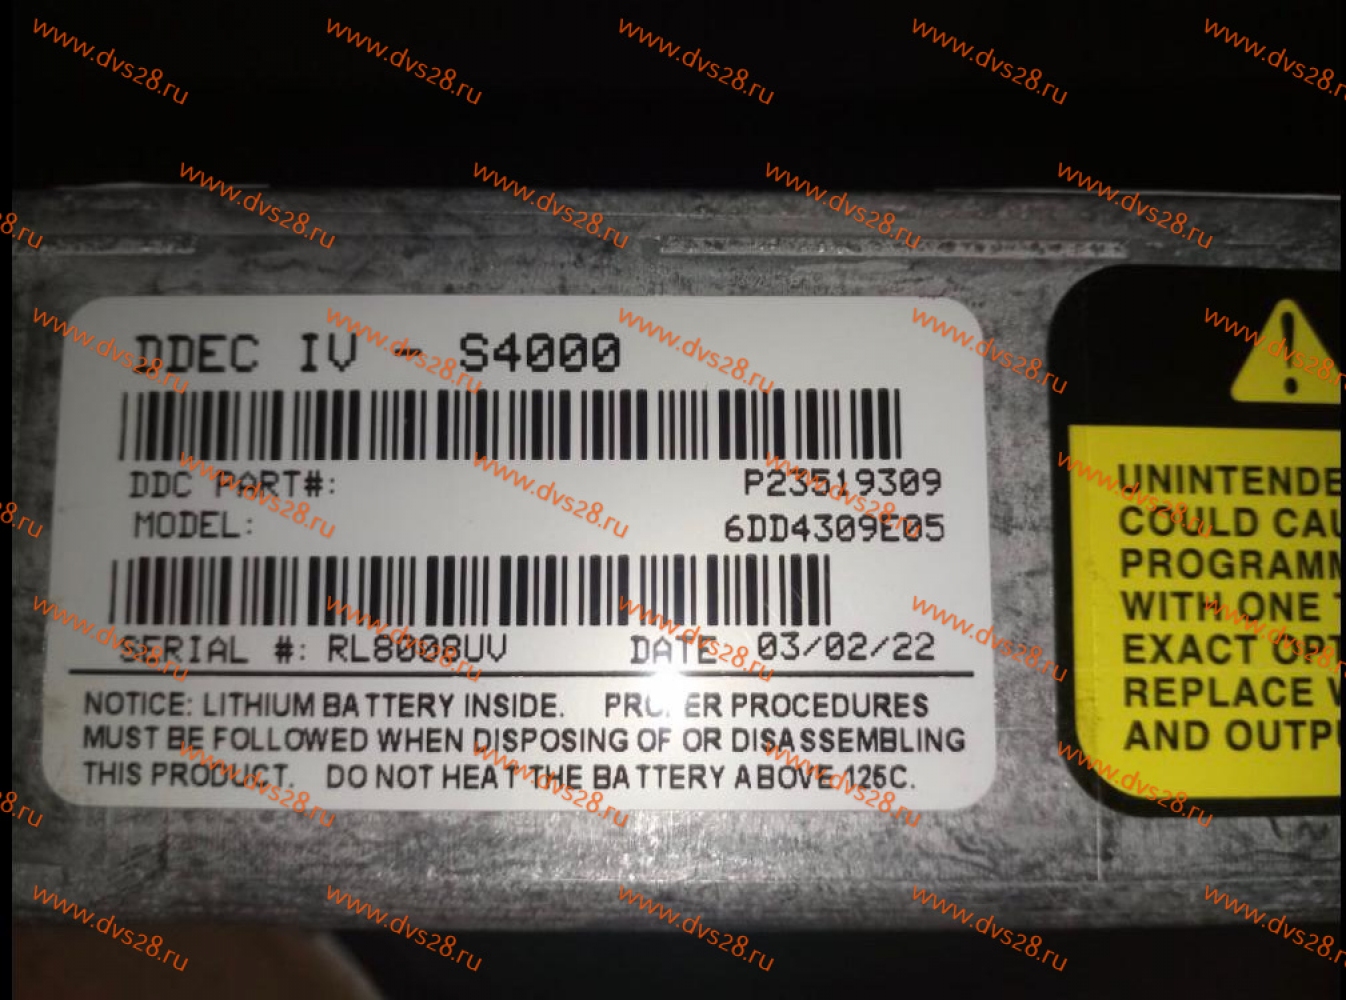 DDEC IV - S4000
DDC PART#: P23519309
MODEL: 6DD4309E05
SERIAL #: RL8008UV DATE 03/02/22
NOTICE: LITHIUM BATTERY INSIDE. PROPER PROCEDURES
MUST BE FOLLOWED WHEN DISPOSING OF OR DISASSEMBLING
THIS PRODUCT. DO NOT HEAT THE BATTERY ABOVE 125C.
UNINTENDE
COULD CAU
PROGRAMM
WITH ONE
EXACT
REPLACE
AND OUTPU
www.dvs28.ru